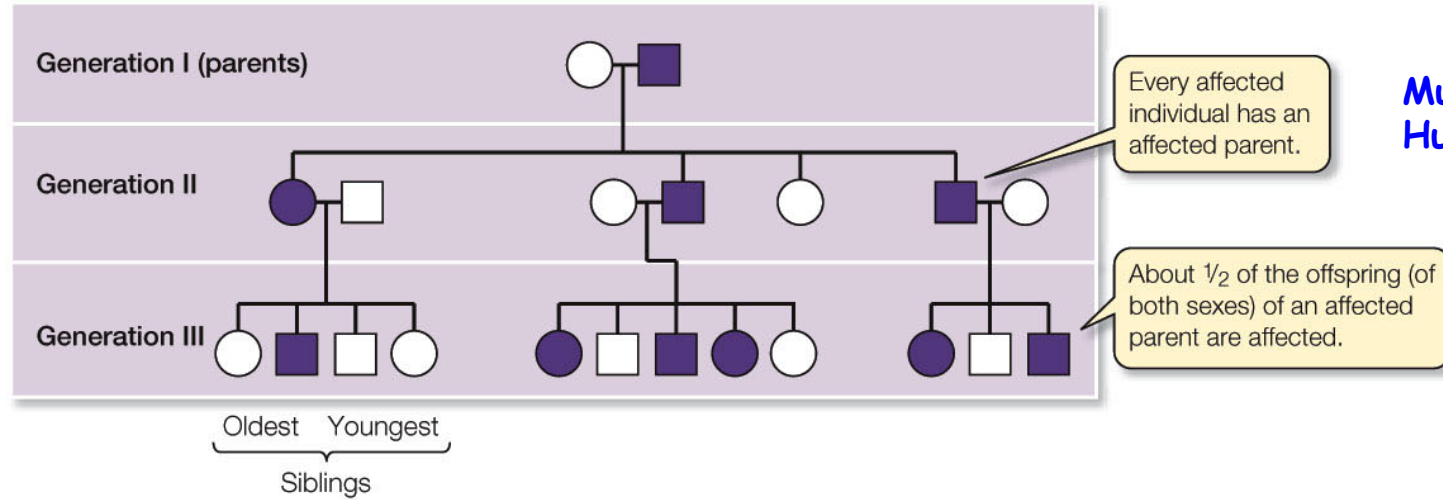 Generation I (parents)
Every affected
individual has an
affected parent.
Generation II
About 1/2 of the offspring (of
both sexes) of an affected
parent are affected.
Generation III
Oldest Youngest
Siblings